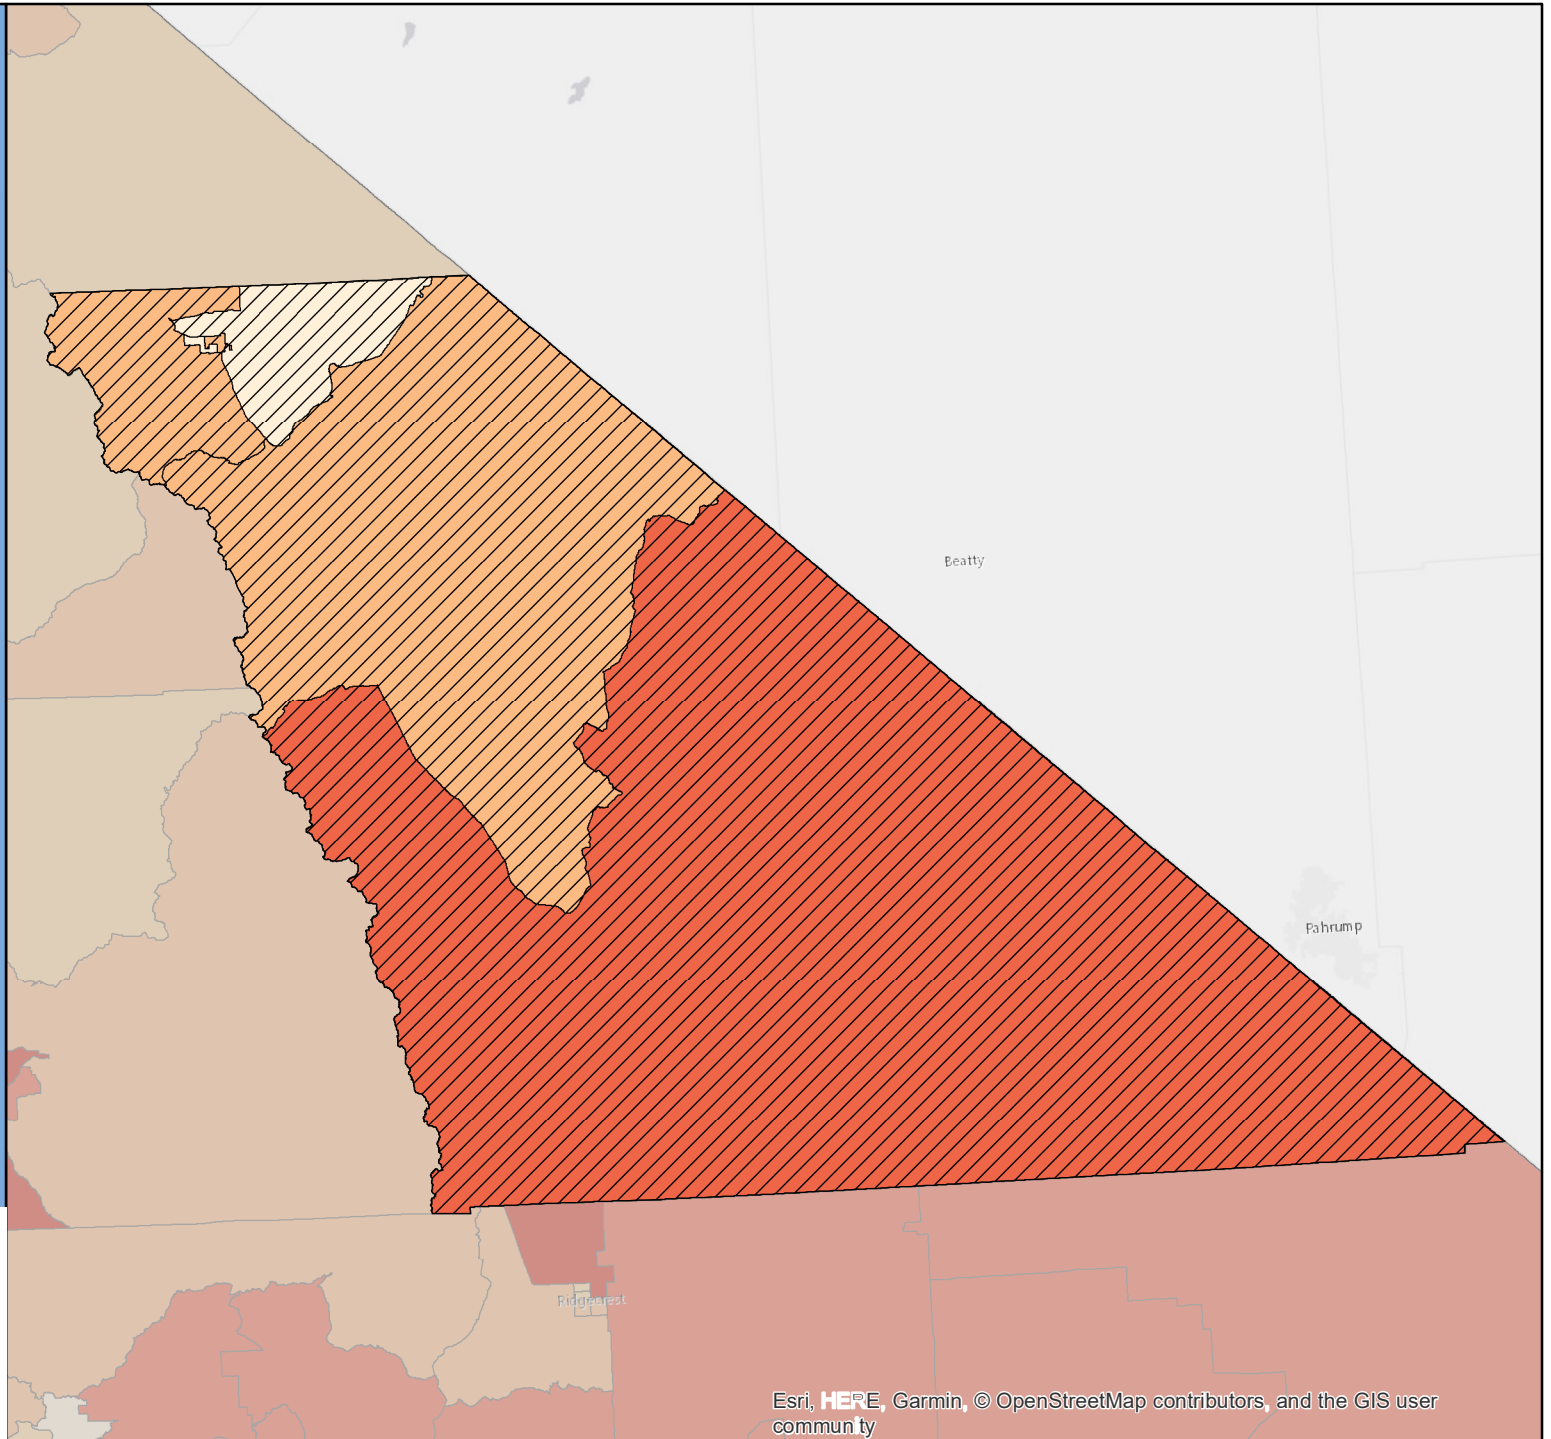 Beatty
Pahrump
Ridgecrest
Esri, HERE, Garmin, © OpenStreetMap contributors, and the GIS user
community